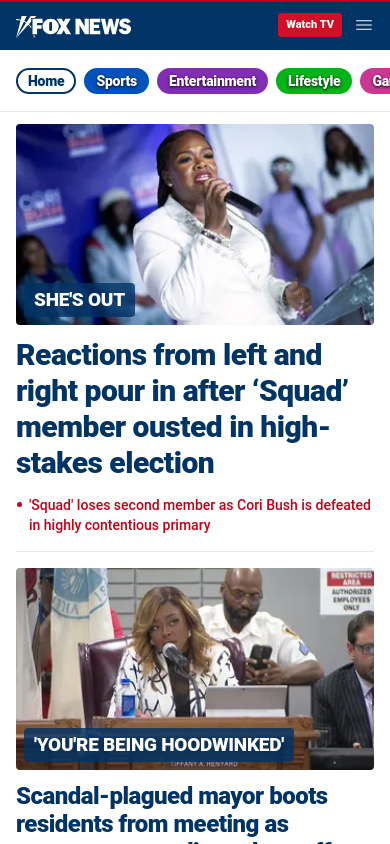 FOX NEWS
Watch TV
Home
Sports
Entertainment
Lifestyle
Ga
CORI
BUSH
SHE'S OUT
Reactions from left and
right pour in after ‘Squad’
member ousted in high-
stakes election
'Squad' loses second member as Cori Bush is defeated
in highly contentious primary
RESTRICTED
AREA
AUTHORIZED
EMPLOYEES
ONLY
'YOU'RE BEING HOODWINKED'
TIFFANY A. HENYARD
Scandal-plagued mayor boots
residents from meeting as